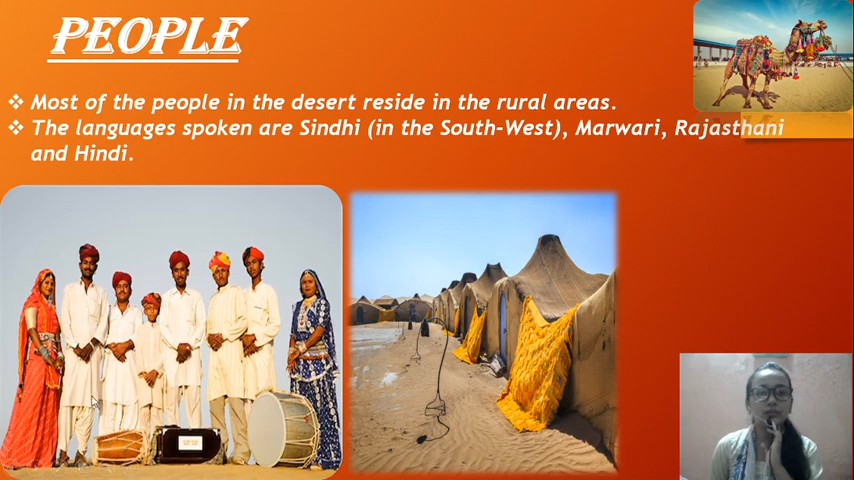 PEOPLE
❖ Most of the people in the desert reside in the rural areas.
❖ The languages spoken are Sindhi (in the South-West), Marwari, Rajasthani
and Hindi.